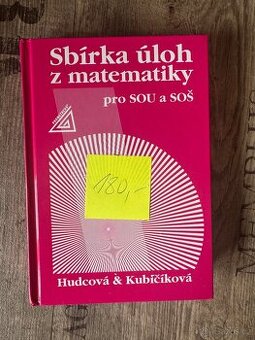 Sbírka úloh
z matematiky
pro SOU a SOŠ
180,-
Hudcová & Kubičíková